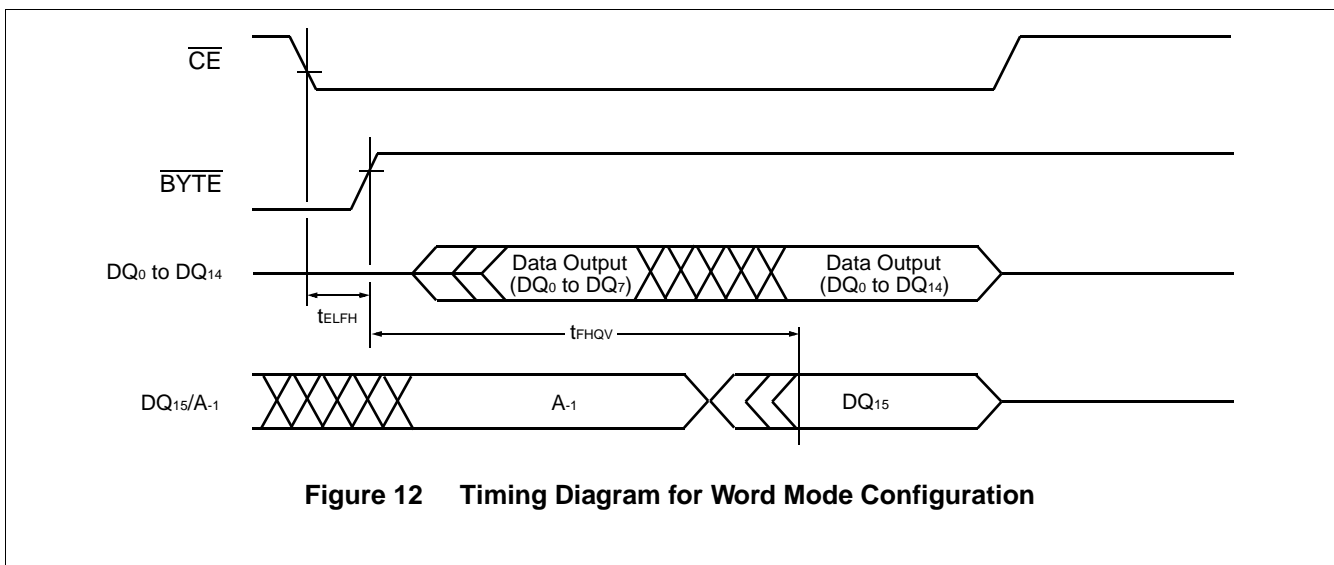 CE
BYTE
DQ0 to DQ14
Data Output
(DQ0 to DQ7)
Data Output
(DQ0 to DQ14)
tELFH
tFHQV
DQ15/A-1
A-1
DQ15
Figure 12 Timing Diagram for Word Mode Configuration